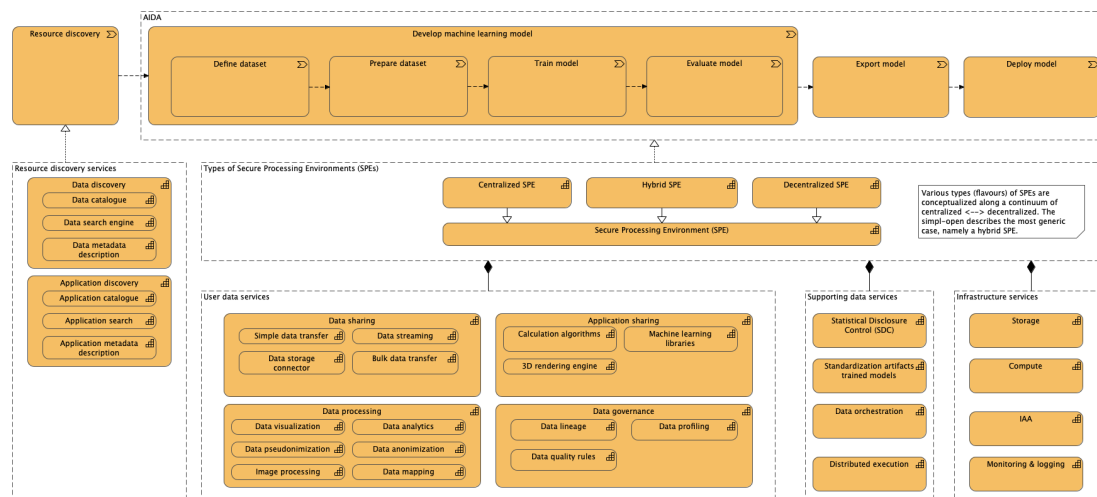 AIDA
Resource discovery
Develop machine learning model
Define dataset
Prepare dataset
Train model
Evaluate model
Export model
Deploy model
Resource discovery services
Data discovery
Data catalogue
Data search engine
Data metadata
description
Application discovery
Application catalogue
Application search
Application metadata
description
Types of Secure Processing Environments (SPEs)
Centralized SPE
Hybrid SPE
Decentralized SPE
Secure Processing Environment (SPE)
Various types (flavours) of SPEs are
conceptualized along a continuum of
centralized <--> decentralized. The
simpl-open describes the most generic
case, namely a hybrid SPE.
User data services
Data sharing
Simple data transfer
Data streaming
Data storage
connector
Bulk data transfer
Application sharing
Calculation algorithms
Machine learning
libraries
3D rendering engine
Data processing
Data visualization
Data analytics
Data pseudonimization
Data anonimization
Image processing
Data mapping
Data governance
Data lineage
Data profiling
Data quality rules
Supporting data services
Statistical Disclosure
Control (SDC)
Standardization artifacts
trained models
Data orchestration
Distributed execution
Infrastructure services
Storage
Compute
IAA
Monitoring & logging